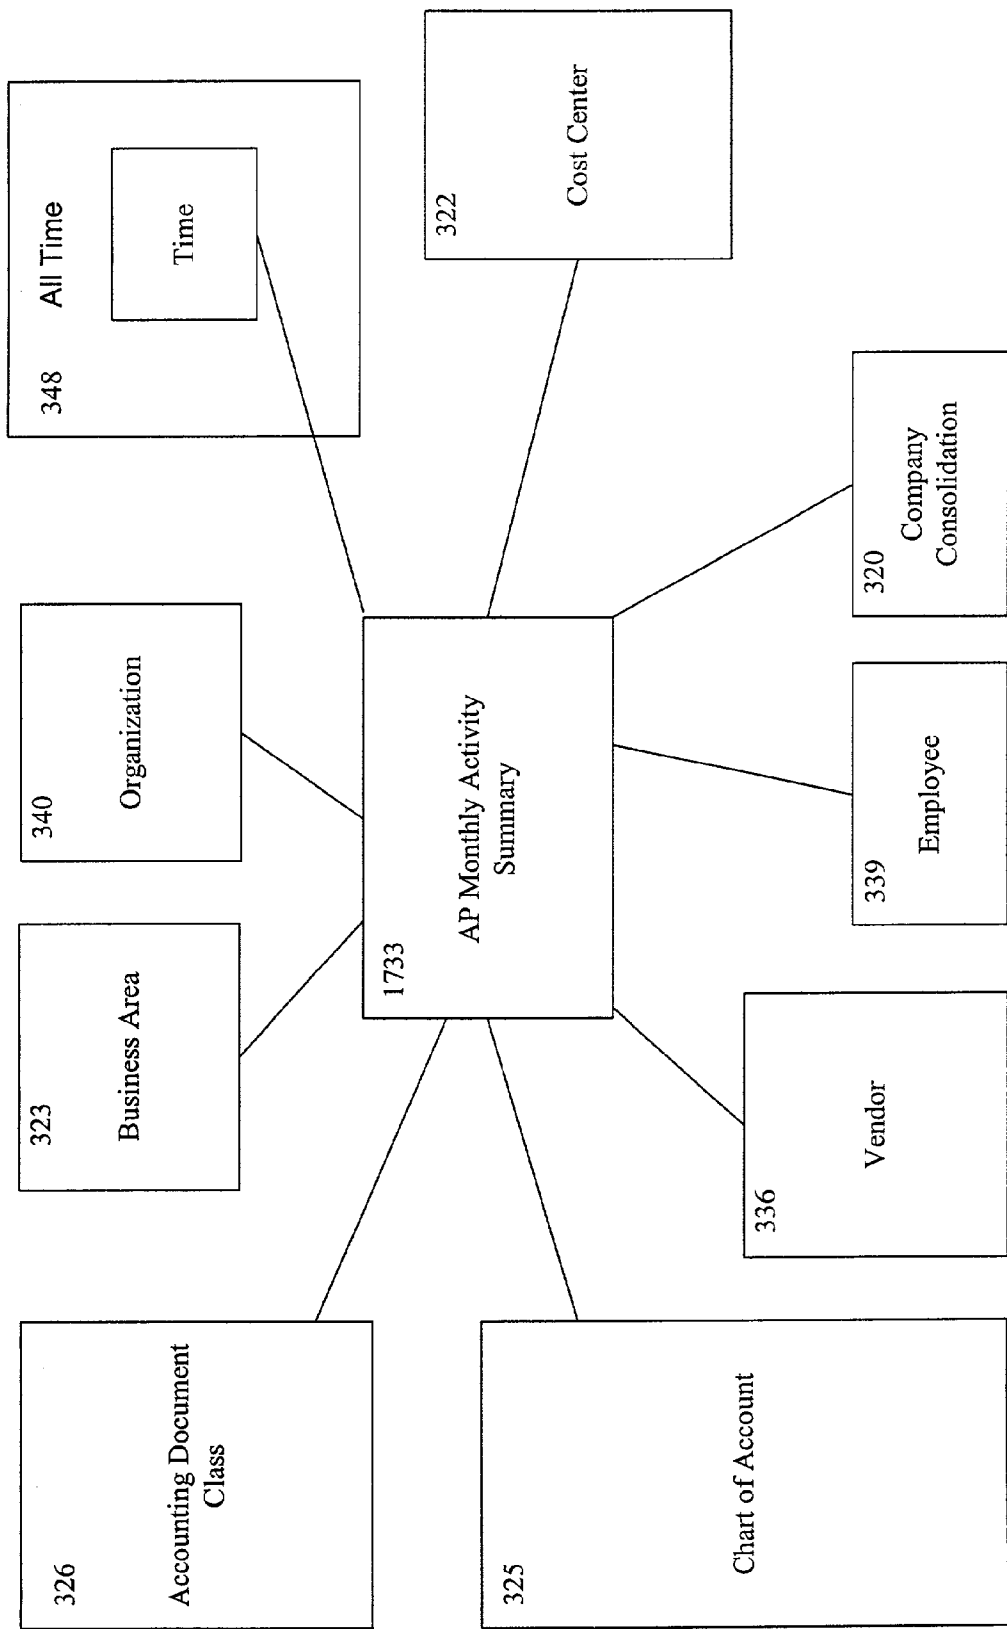 326
Accounting Document
Class
323
Business Area
340
Organization
348
All Time
Time
325
Chart of Account
1733
AP Monthly Activity
Summary
322
Cost Center
336
Vendor
339
Employee
320
Company
Consolidation